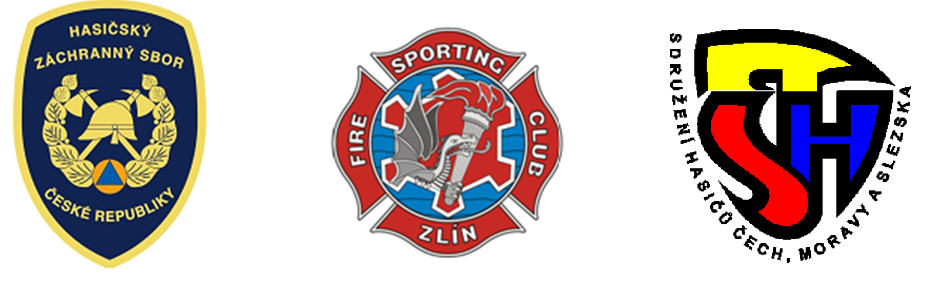 HASIČSKÝ
ZÁCHRANNÝ SBOR
ČESKÉ REPUBLIKY
SPORTING
FIRE
CLUB
ZLÍN
SDRUŽENÍ HASIČŮ ČECH, MORAVY A SLEZSKA
SH